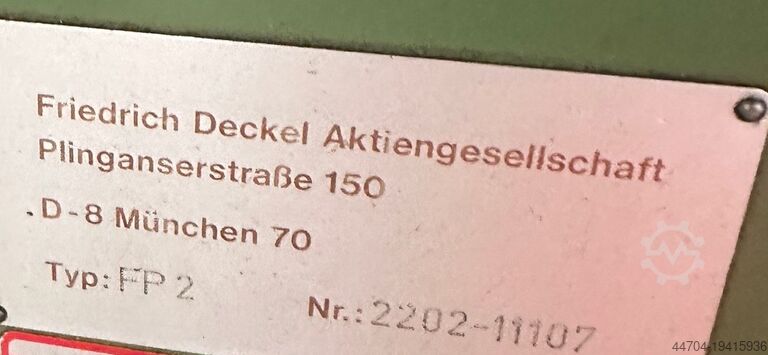 Friedrich Deckel Aktiengesellschaft
Plinganserstraße 150
D-8 München 70
Typ: FP 2
Nr.: 2202-11107
44704-19415936